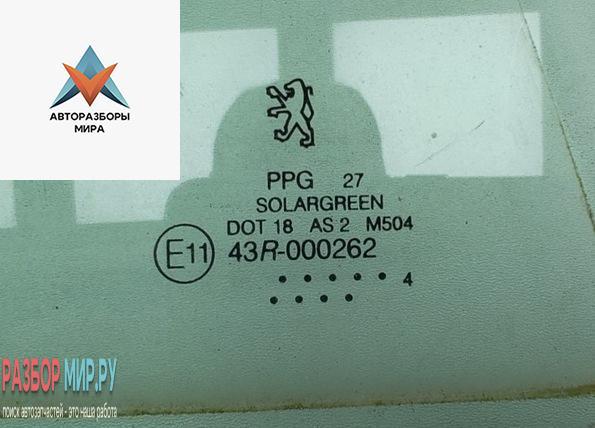 АВТОРАЗБОРЫ
МИРА
PPG 27
SOLARGREEN
DOT 18 AS 2 M504
E11 43R-000262
4
РАЗБОР МИР.РУ
поиск автозапчастей - это наша работа